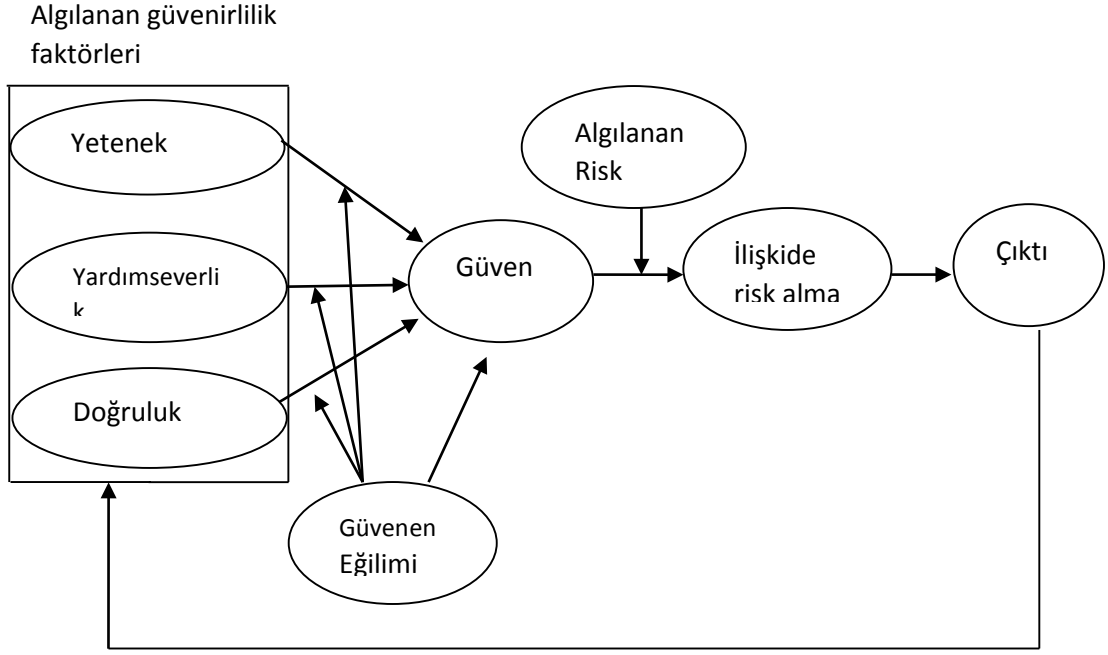 Algılanan güvenirlilik
faktörleri
Yetenek
Yardımseverli
k
Doğruluk
Güvenen
Eğilimi
Güven
Algılanan
Risk
İlişkide
risk alma
Çıktı